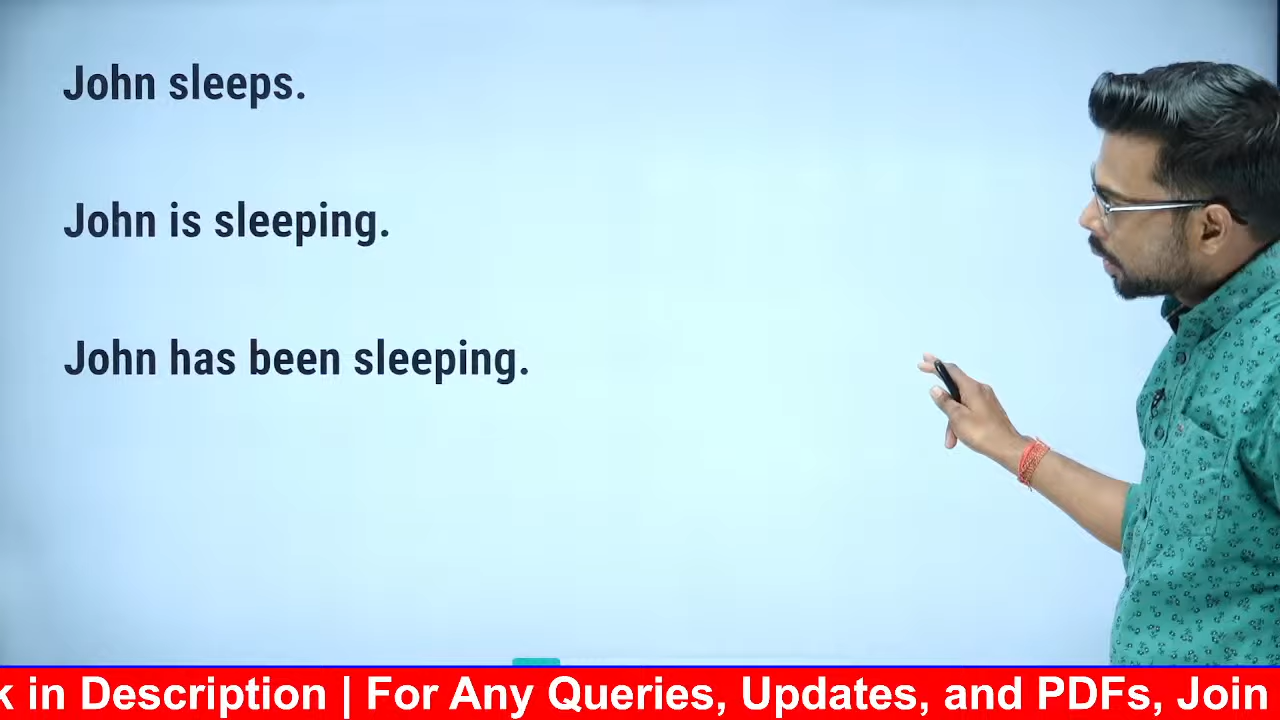 John sleeps.
John is sleeping.
John has been sleeping.
in Description | For Any Queries, Updates, and PDFs, Join